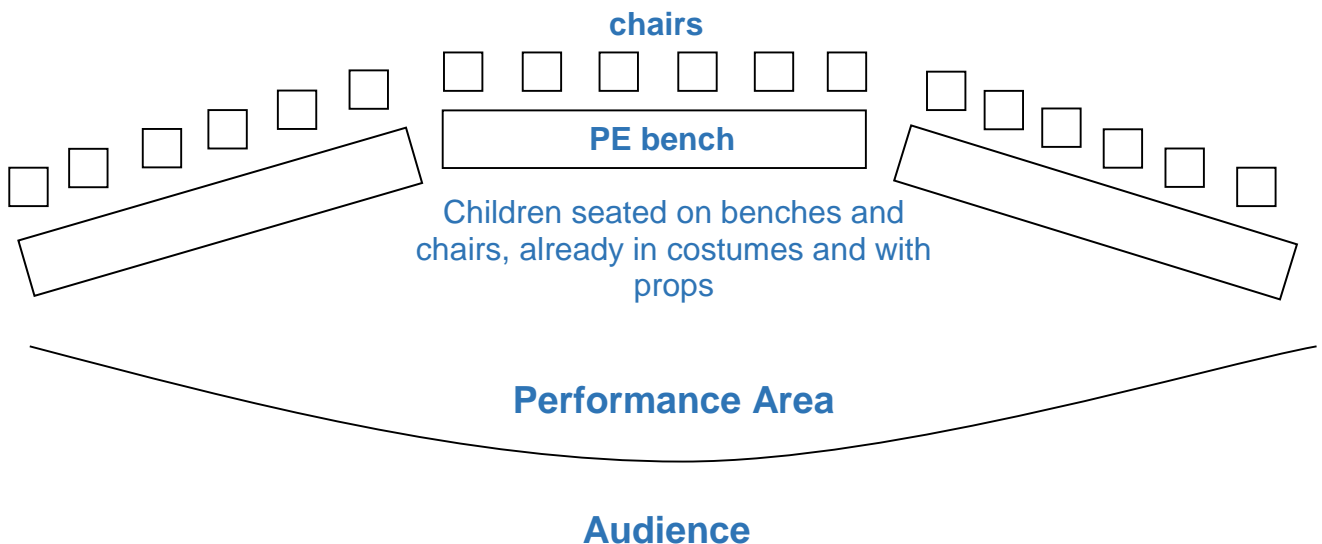 chairs
PE bench
Children seated on benches and
chairs, already in costumes and with
props
Performance Area
Audience